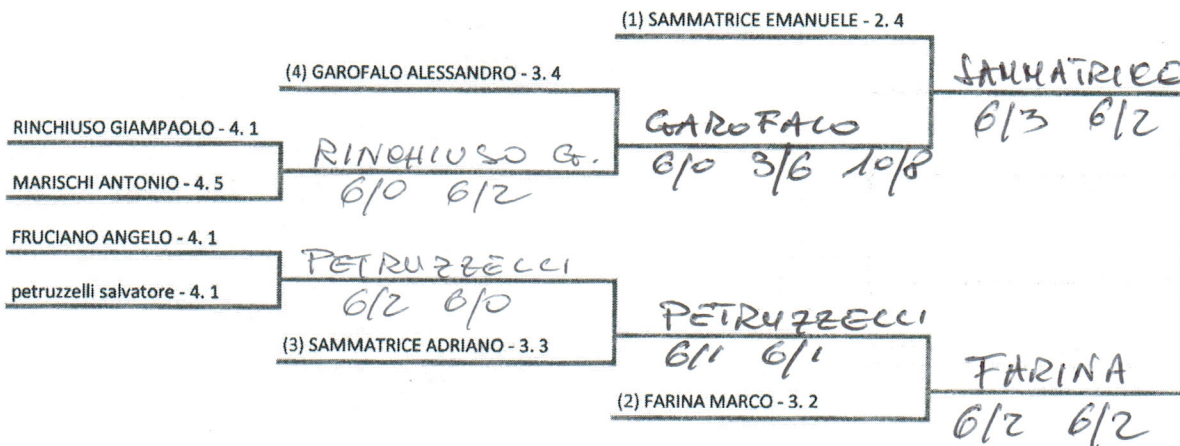 (1) SAMMATRICE EMANUELE - 2. 4
SAMMATRICE
6/3 6/2
(4) GAROFALO ALESSANDRO - 3. 4
GAROFALO
6/0 3/6 10/8
RINCHIUSO GIAMPAOLO - 4. 1
RINCHIUSO G.
6/0 6/2
MARISCHI ANTONIO - 4. 5
FRUCIANO ANGELO - 4. 1
PETRUZZELLI
6/2 6/0
petruzzelli salvatore - 4. 1
PETRUZZELLI
6/1 6/1
(3) SAMMATRICE ADRIANO - 3. 3
FARINA
6/2 6/2
(2) FARINA MARCO - 3. 2